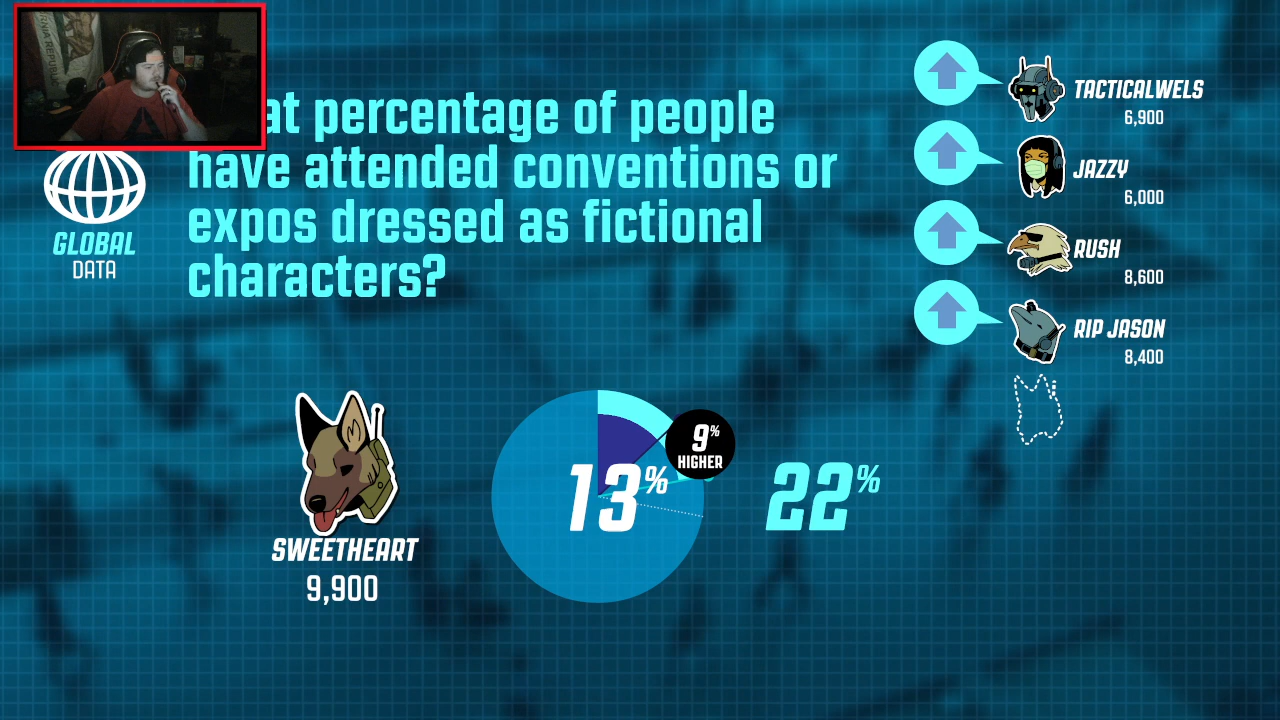 at percentage of people
have attended conventions or
expos dressed as fictional
characters?
GLOBAL
DATA
TACTICALWELS
6,900
JAZZY
6,000
RUSH
8,600
RIP JASON
8,400
SWEETHEART
9,900
13%
9%
HIGHER
22%